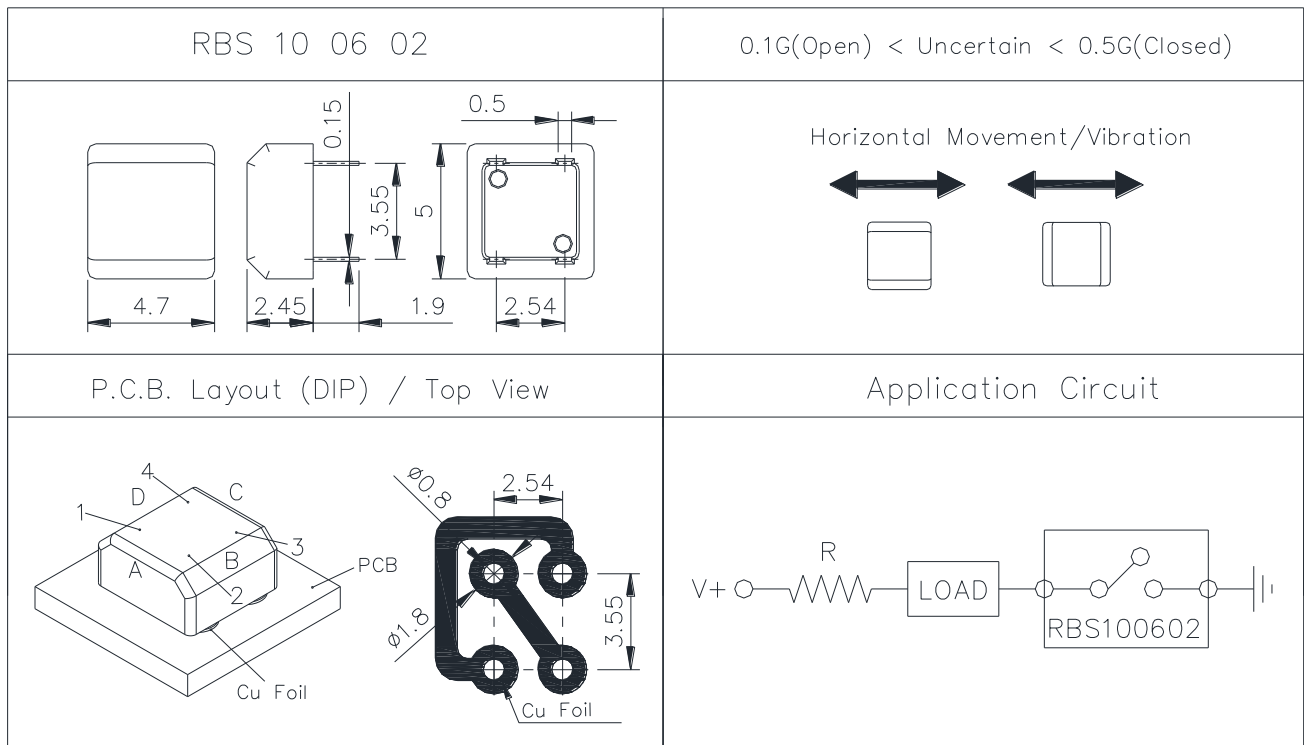 RBS 10 06 02
0.1G(Open) < Uncertain < 0.5G(Closed)
0.15
3.55
4.7
2.45
1.9
0.5
5
2.54
Horizontal Movement/Vibration
P.C.B. Layout (DIP) / Top View
Application Circuit
4
D
C
1
3
A
B
2
PCB
Cu Foil
ø0.8
2.54
ø1.8
3.55
Cu Foil
R
V+
LOAD
RBS100602